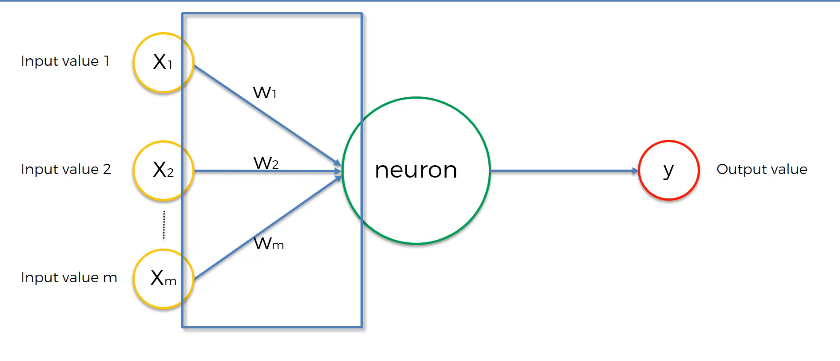 Input value 1
X1
W1
Input value 2
X2
W2
neuron
y
Output value
Wm
Input value m
Xm